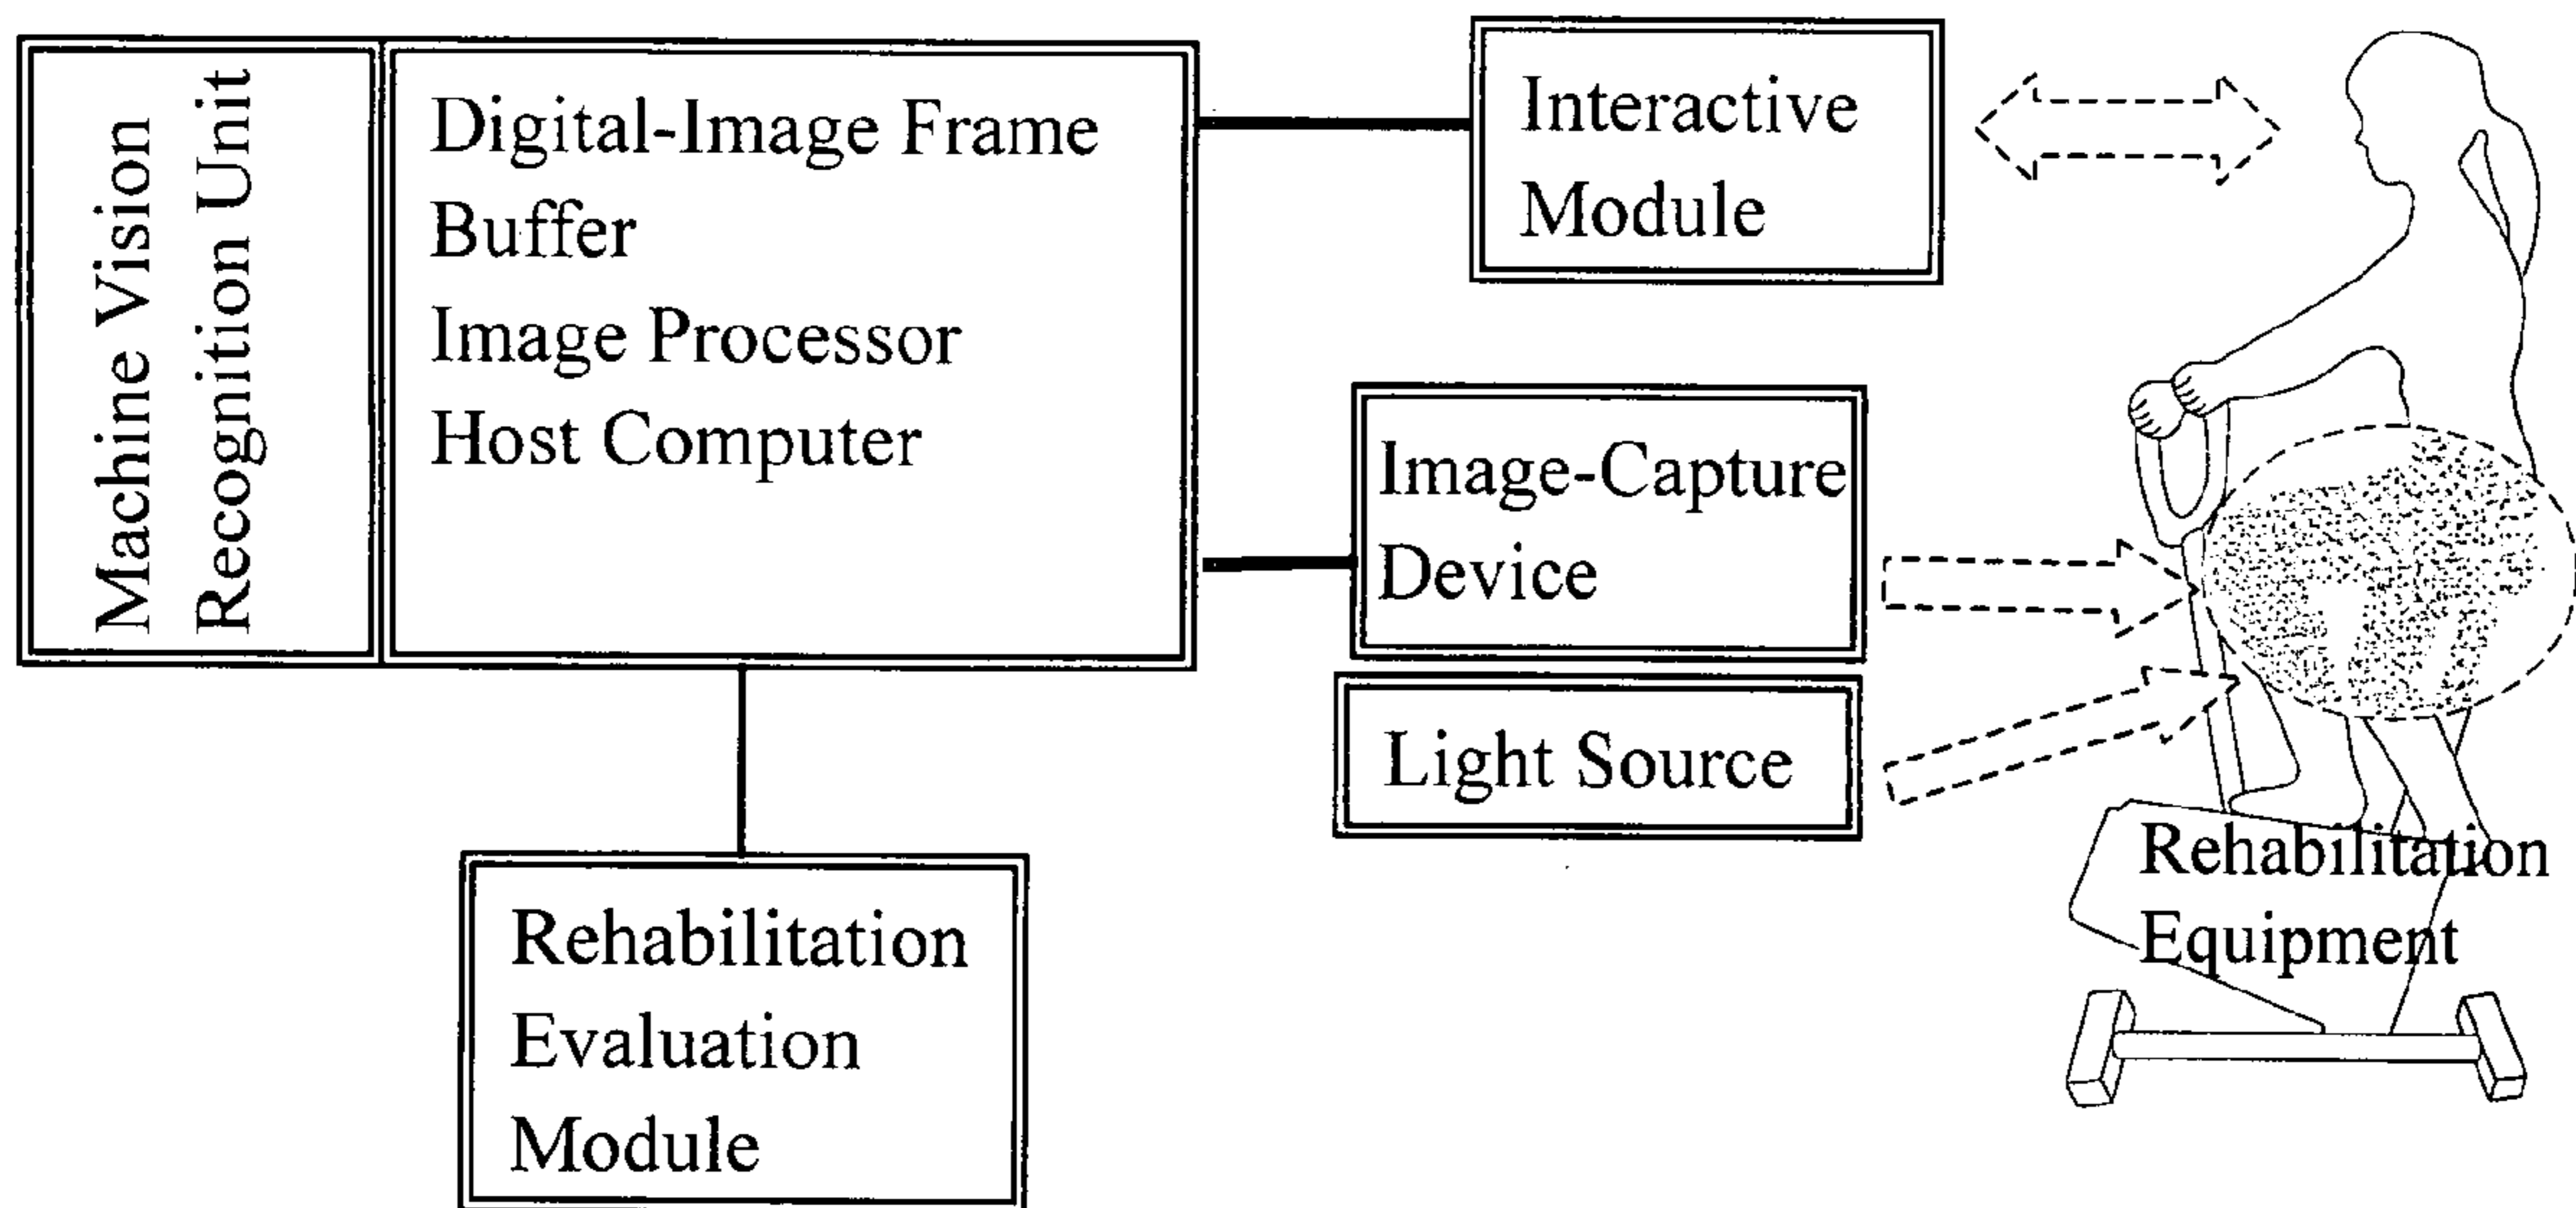 Machine Vision
Recognition Unit
Digital-Image Frame
Buffer
Image Processor
Host Computer
Interactive
Module
Image-Capture
Device
Light Source
Rehabilitation
Equipment
Rehabilitation
Evaluation
Module